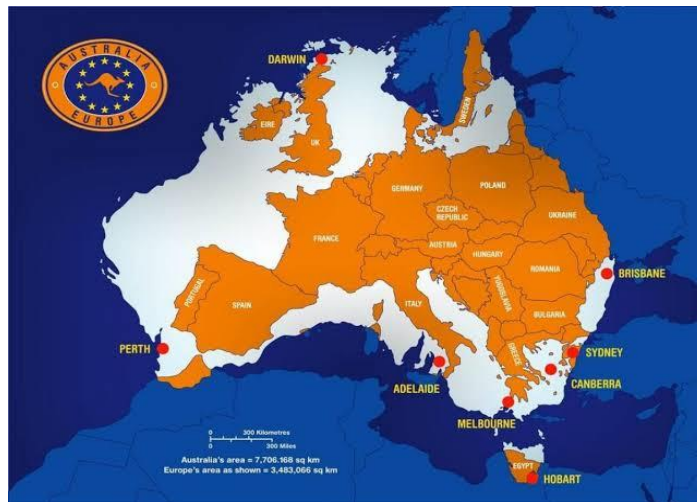 AUSTRALIA
EUROPE
DARWIN
EIRE
UK
SWEDEN
GERMANY
POLAND
CZECH
REPUBLIC
UKRAINE
FRANCE
AUSTRIA
HUNGARY
ROMANIA
BRISBANE
PORTUGAL
SPAIN
ITALY
YUGOSLAVIA
BULGARIA
PERTH
GREECE
SYDNEY
ADELAIDE
CANBERRA
MELBOURNE
0 300 Kilometres
0 300 Miles
Australia's area = 7,706.168 sq km
Europe's area as shown = 3,483,066 sq km
EGYPT
HOBART